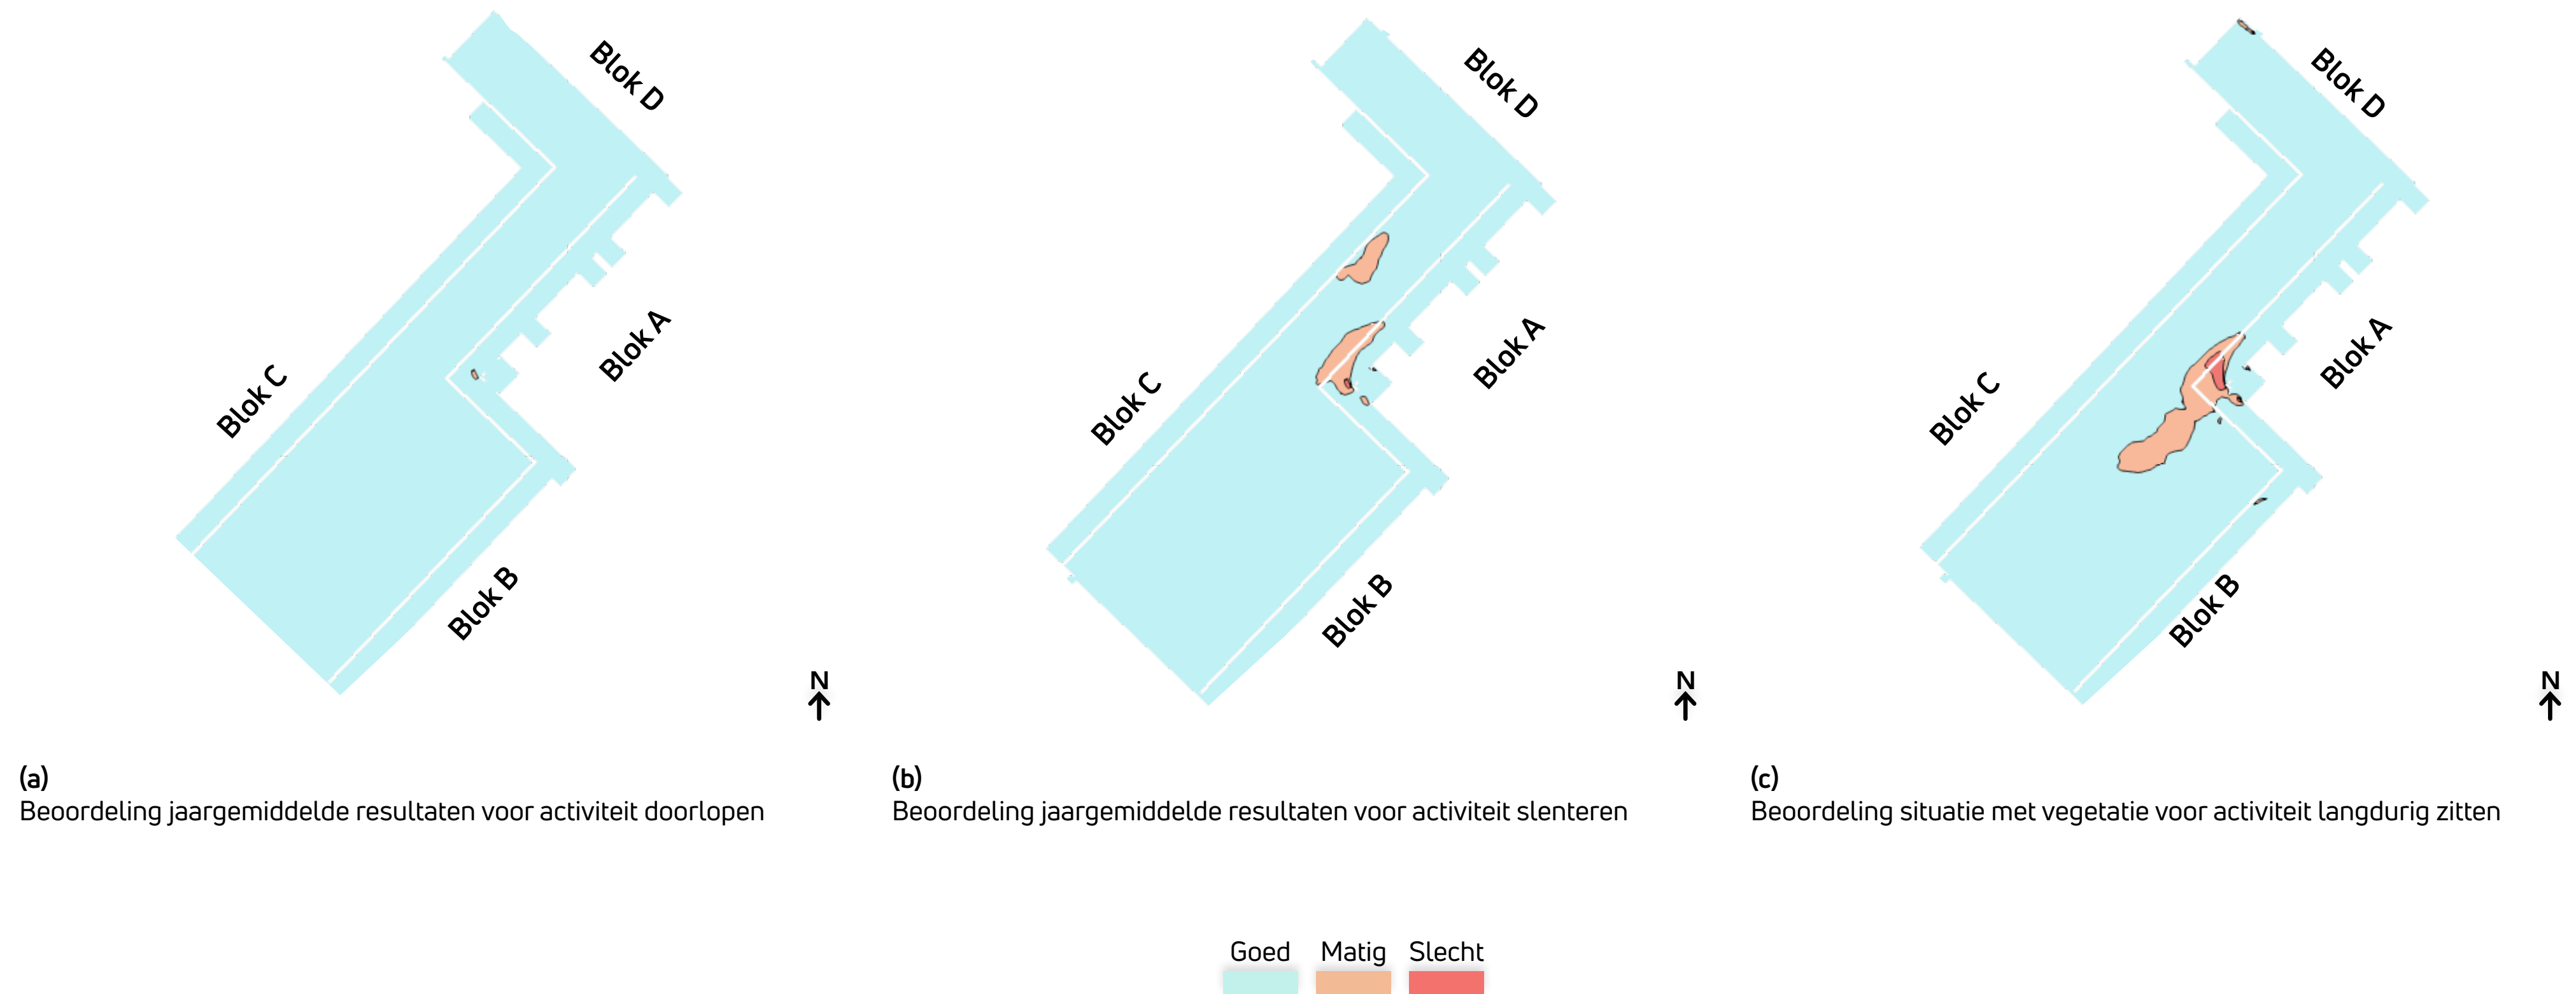 Blok D
Blok A
Blok C
Blok B
N
(a)
Beoordeling jaargemiddelde resultaten voor activiteit doorlopen
Blok D
Blok A
Blok C
Blok B
N
(b)
Beoordeling jaargemiddelde resultaten voor activiteit slenteren
Blok D
Blok A
Blok C
Blok B
N
(c)
Beoordeling situatie met vegetatie voor activiteit langdurig zitten
Goed Matig Slecht